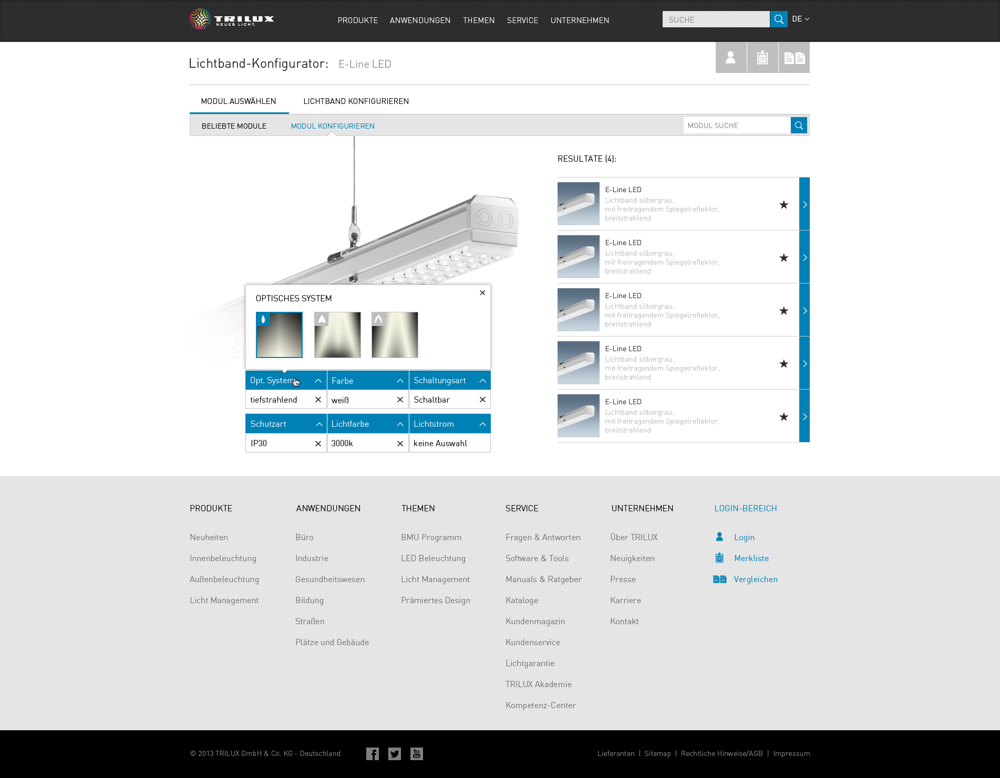 TRILUX
NEUES LICHT.
PRODUKTE ANWENDUNGEN THEMEN SERVICE UNTERNEHMEN
SUCHE
DE
Lichtband-Konfigurator: E-Line LED
MODUL AUSWÄHLEN LICHTBAND KONFIGURIEREN
BELIEBTE MODULE MODUL KONFIGURIEREN
MODUL SUCHE
OPTISCHES SYSTEM
Opt. System Farbe Schaltungsart
tiefstrahlend weiß Schaltbar
Schutzart Lichtfarbe Lichtstrom
IP30 3000k keine Auswahl
RESULTATE (4):
E-Line LED
Lichtband silbergrau,
mit freitragendem Spiegelreflektor,
breitstrahlend
E-Line LED
Lichtband silbergrau,
mit freitragendem Spiegelreflektor,
breitstrahlend
E-Line LED
Lichtband silbergrau,
mit freitragendem Spiegelreflektor,
breitstrahlend
E-Line LED
Lichtband silbergrau,
mit freitragendem Spiegelreflektor,
breitstrahlend
E-Line LED
Lichtband silbergrau,
mit freitragendem Spiegelreflektor,
breitstrahlend
PRODUKTE
Neuheiten
Innenbeleuchtung
Außenbeleuchtung
Licht Management
ANWENDUNGEN
Büro
Industrie
Gesundheitswesen
Bildung
Straßen
Plätze und Gebäude
THEMEN
BMU Programm
LED Beleuchtung
Licht Management
Prämiertes Design
SERVICE
Fragen & Antworten
Software & Tools
Manuals & Ratgeber
Kataloge
Kundenmagazin
Kundenservice
Lichtgarantie
TRILUX Akademie
Kompetenz-Center
UNTERNEHMEN
Über TRILUX
Neuigkeiten
Presse
Karriere
Kontakt
LOGIN-BEREICH
Login
Merkliste
Vergleichen
© 2013 TRILUX GmbH & Co. KG - Deutschland
You
Tube
Lieferanten | Sitemap | Rechtliche Hinweise/AGB | Impressum